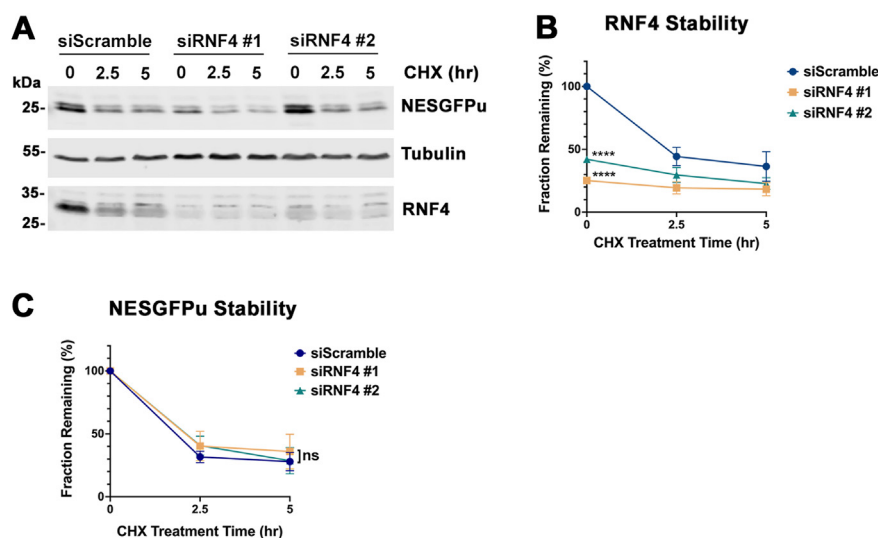 A
siScramble siRNF4 #1 siRNF4 #2
0 2.5 5 0 2.5 5 0 2.5 5 CHX (hr)
kDa
25- NESGFPu
55- Tubulin
35-
RNF4
25-
B
RNF4 Stability
Fraction Remaining (%)
100
50
0
0 2.5 5
CHX Treatment Time (hr)
****
****
siScramble
siRNF4 #1
siRNF4 #2
C
NESGFPu Stability
Fraction Remaining (%)
100
50
0
0 2.5 5
CHX Treatment Time (hr)
siScramble
siRNF4 #1
siRNF4 #2
]ns